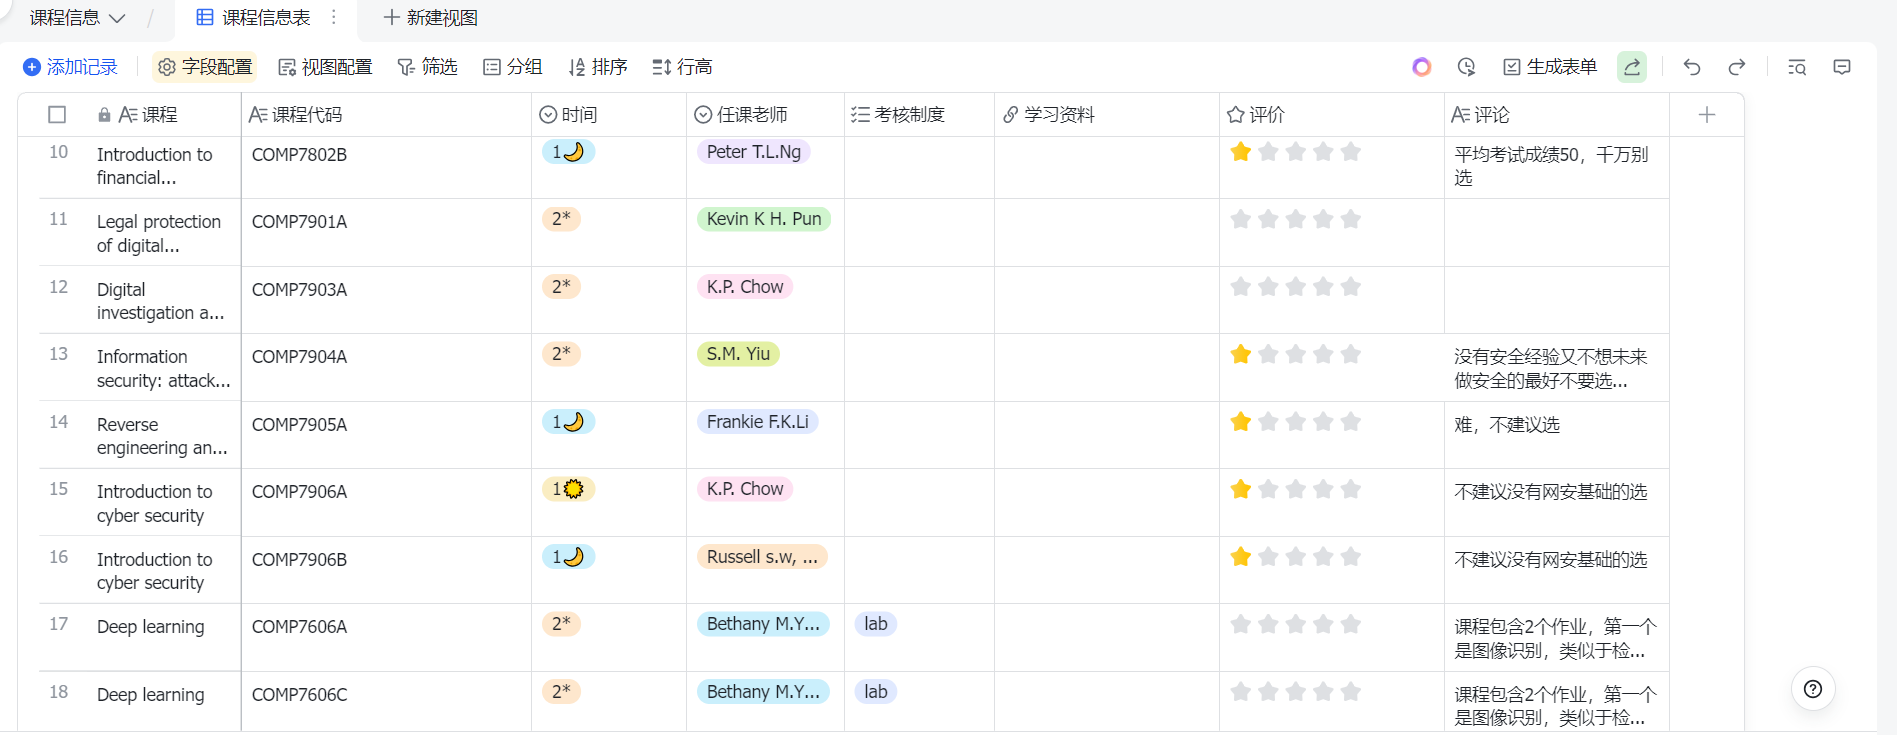 课程信息 / 课程信息表 新建视图
添加记录 字段配置 视图配置 筛选 分组 排序 行高 生成表单
课程 课程代码 时间 任课老师 考核制度 学习资料 评价 评论
10 Introduction to financial... COMP7802B 1🌙 Peter T.L.Ng 平均考试成绩50，千万别选
11 Legal protection of digital... COMP7901A 2* Kevin K H. Pun
12 Digital investigation a... COMP7903A 2* K.P. Chow
13 Information security: attack... COMP7904A 2* S.M. Yiu 没有安全经验又不想未来做安全的最好不要选...
14 Reverse engineering an... COMP7905A 1🌙 Frankie F.K.Li 难，不建议选
15 Introduction to cyber security COMP7906A 1 K.P. Chow 不建议没有网安基础的选
16 Introduction to cyber security COMP7906B 1🌙 Russell s.w, ... 不建议没有网安基础的选
17 Deep learning COMP7606A 2* Bethany M.Y... lab 课程包含2个作业，第一个是图像识别，类似于检...
18 Deep learning COMP7606C 2* Bethany M.Y... lab 课程包含2个作业，第一个是图像识别，类似于检...